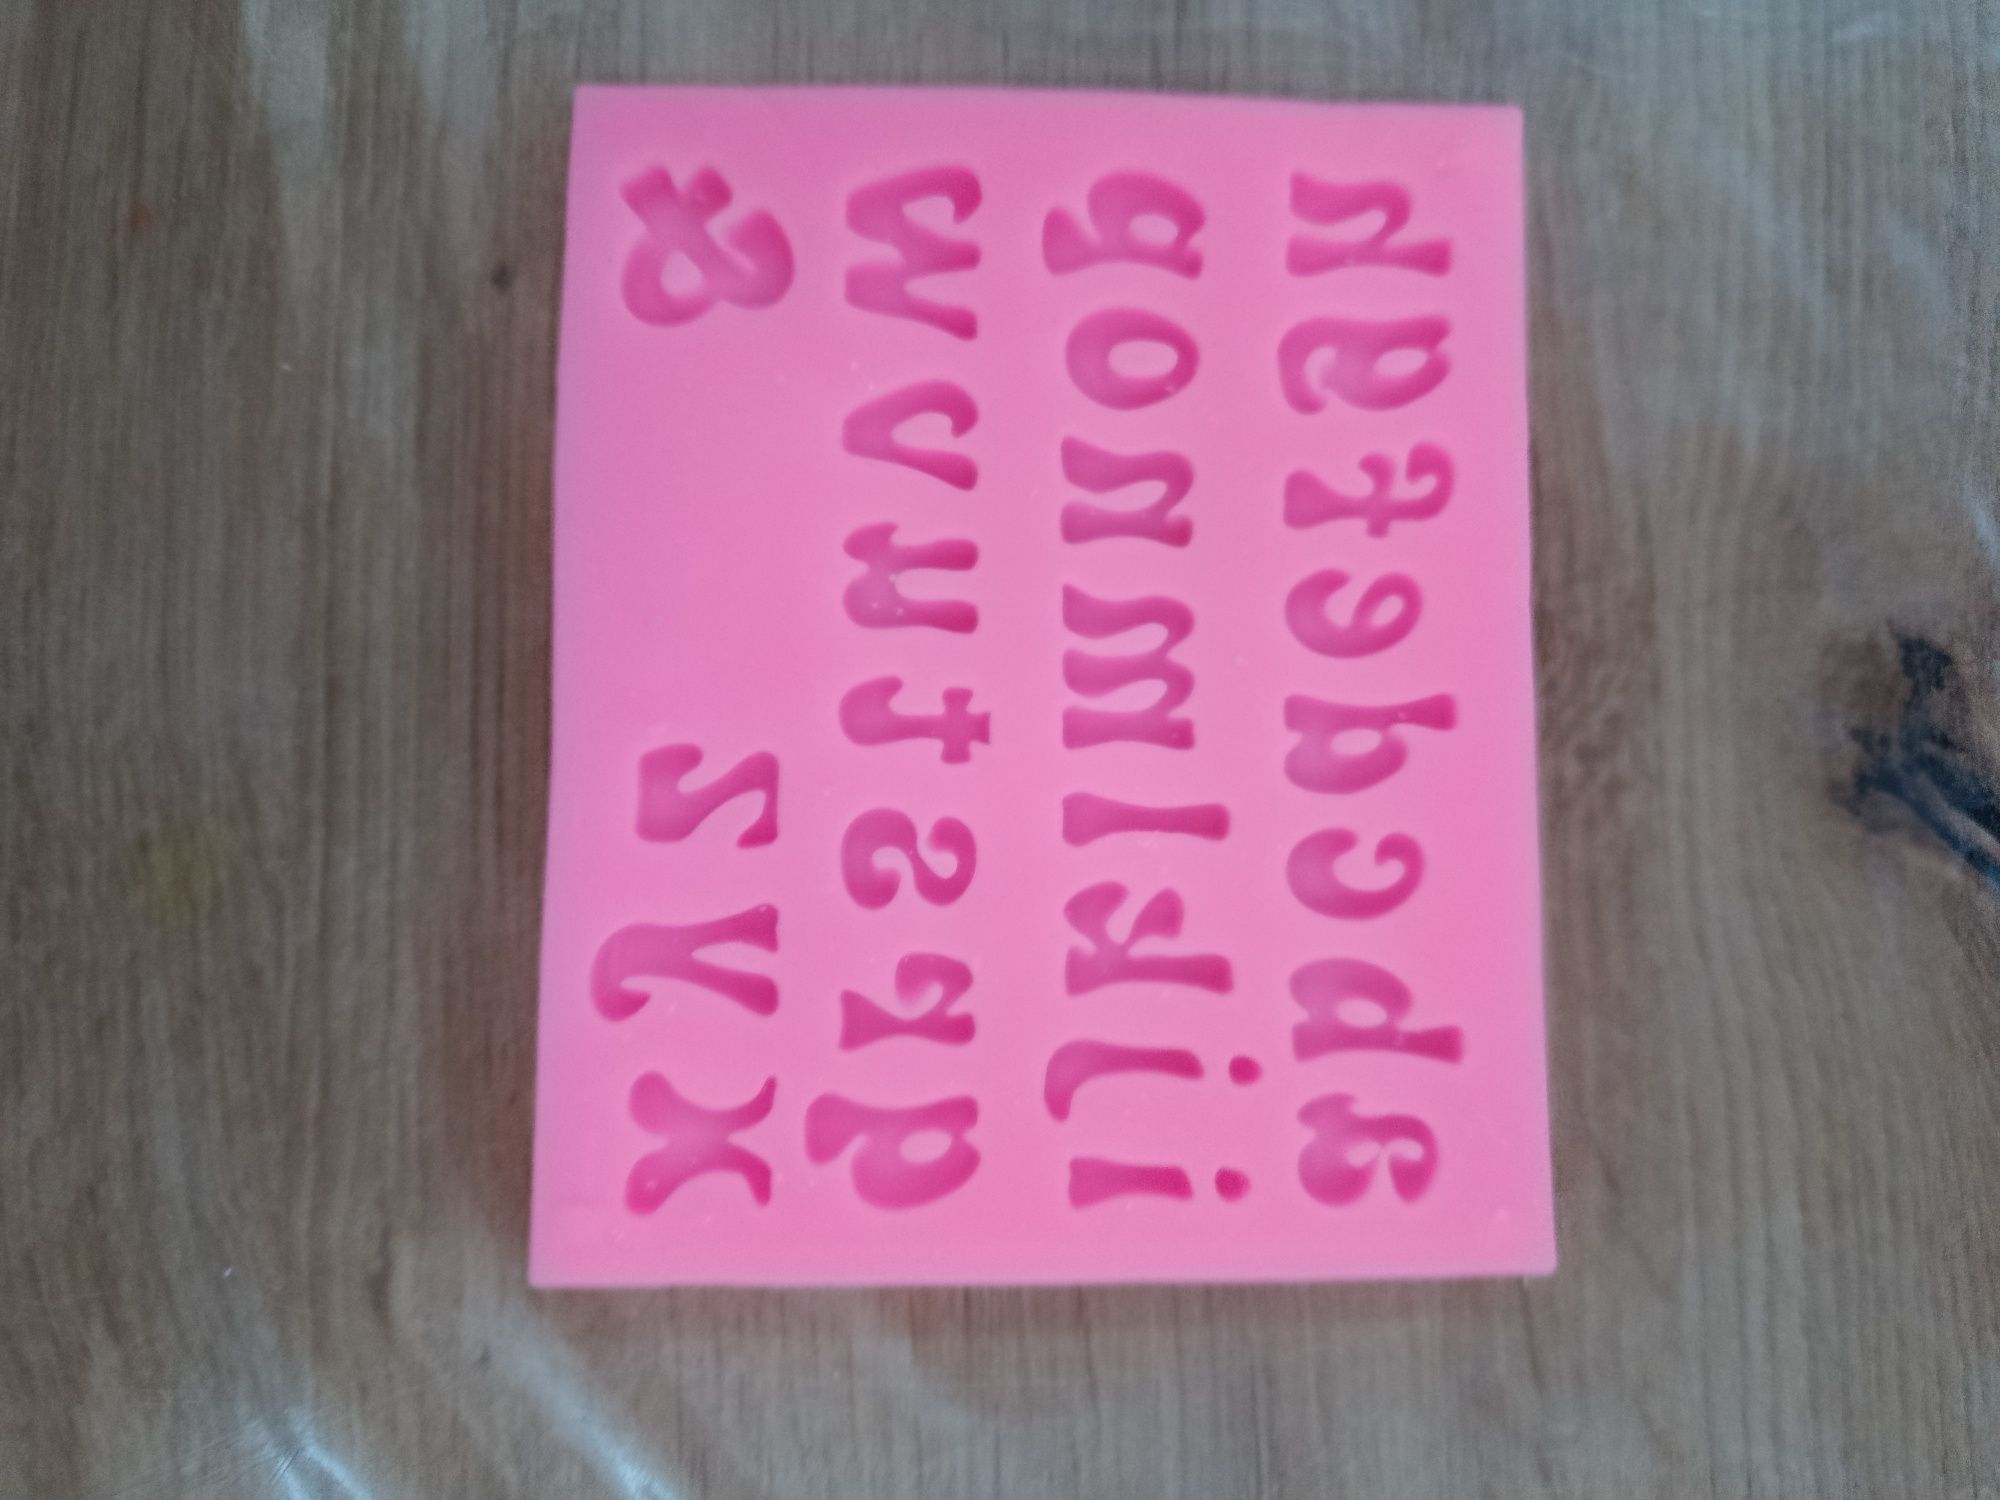 a b c d e f g h
i j k l m n o p
q r s t u v w
x y z &